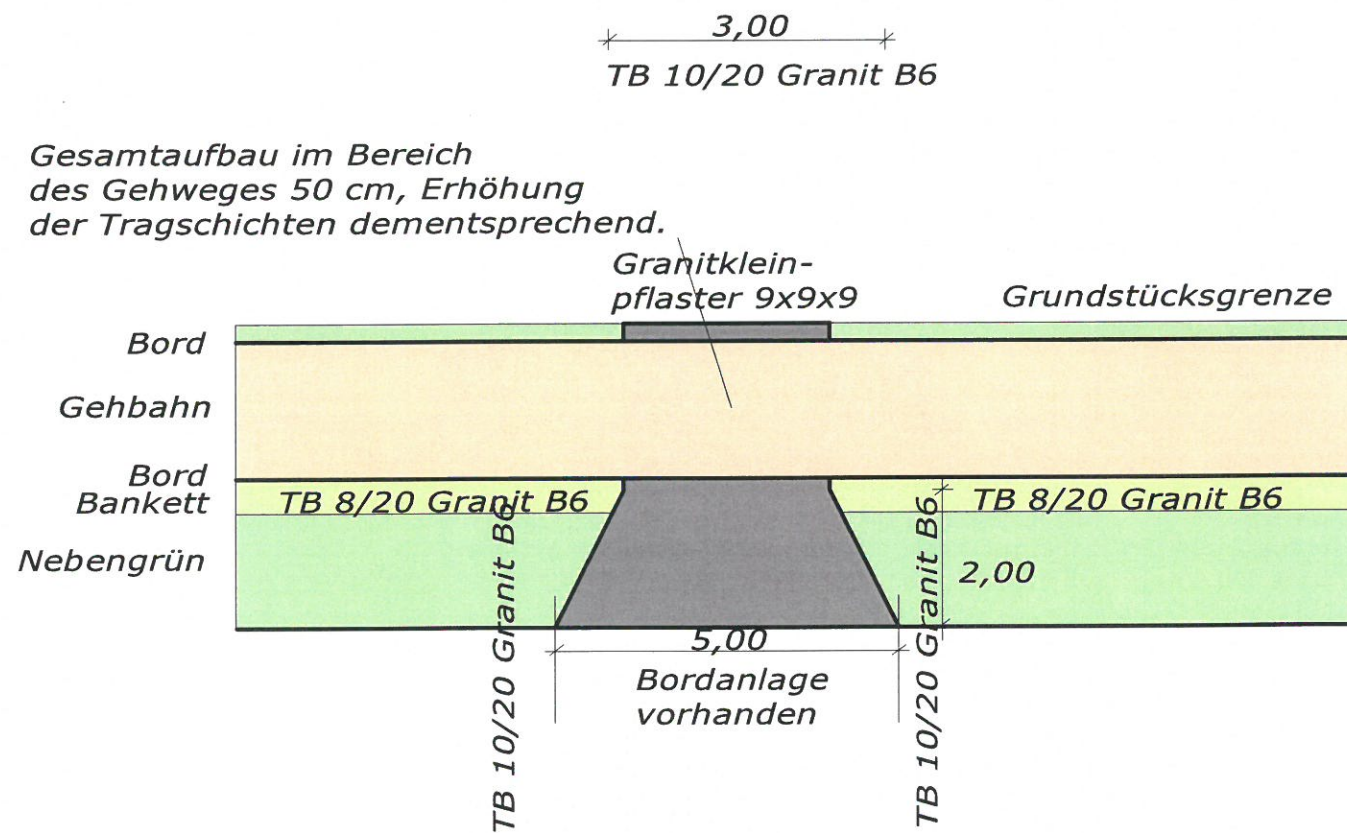 3,00
TB 10/20 Granit B6
Gesamtaufbau im Bereich
des Gehweges 50 cm, Erhöhung
der Tragschichten dementsprechend.
Granitklein-
pflaster 9x9x9
Grundstücksgrenze
Bord
Gehbahn
Bord
Bankett
TB 8/20 Granit B6
TB 8/20 Granit B6
Nebengrün
TB 10/20 Granit B6
TB 10/20 Granit B6
2,00
5,00
Bordanlage
vorhanden